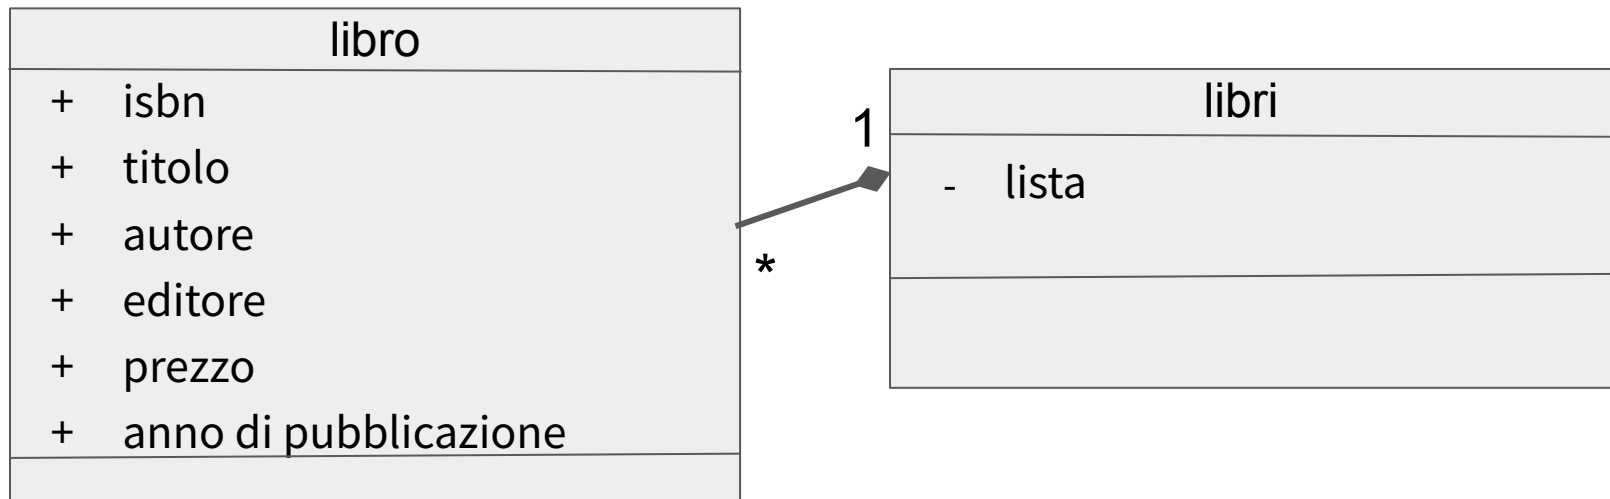 libro
+ isbn
+ titolo
+ autore
+ editore
+ prezzo
+ anno di pubblicazione
1
*
libri
- lista